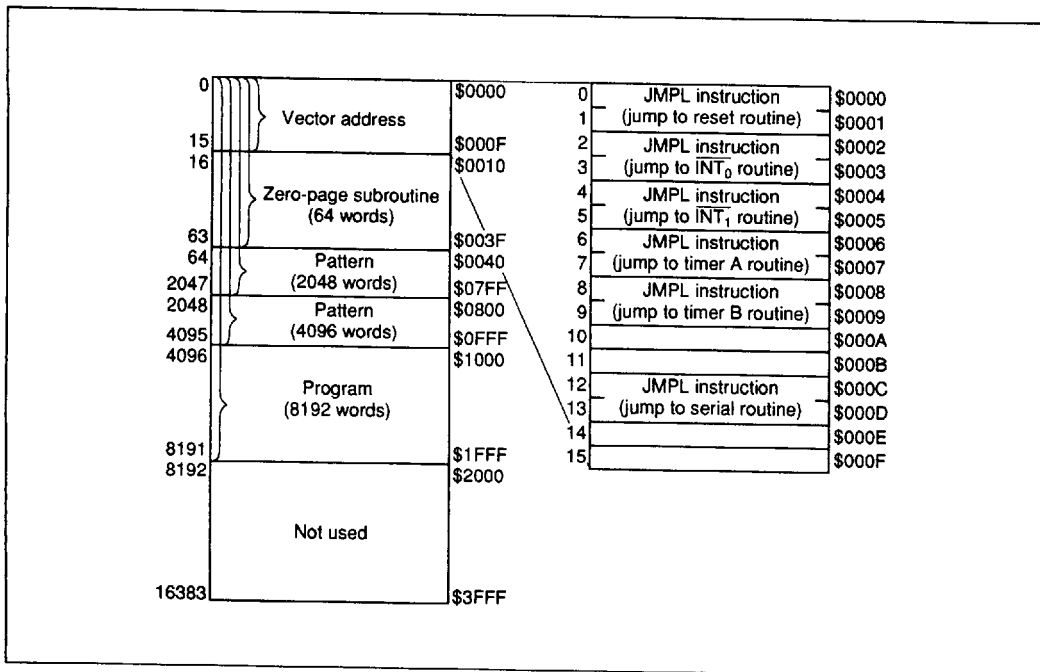 0 $0000
Vector address
15 $000F
16 $0010
Zero-page subroutine
(64 words)
63 $003F
64 Pattern $0040
2047 (2048 words) $07FF
2048 Pattern $0800
4095 (4096 words) $0FFF
4096 $1000
Program
(8192 words)
8191 $1FFF
8192 $2000
Not used
16383 $3FFF
0 JMPL instruction $0000
1 (jump to reset routine) $0001
2 JMPL instruction $0002
3 (jump to I̅N̅T̅₀ routine) $0003
4 JMPL instruction $0004
5 (jump to I̅N̅T̅₁ routine) $0005
6 JMPL instruction $0006
7 (jump to timer A routine) $0007
8 JMPL instruction $0008
9 (jump to timer B routine) $0009
10 $000A
11 $000B
12 JMPL instruction $000C
13 (jump to serial routine) $000D
14 $000E
15 $000F